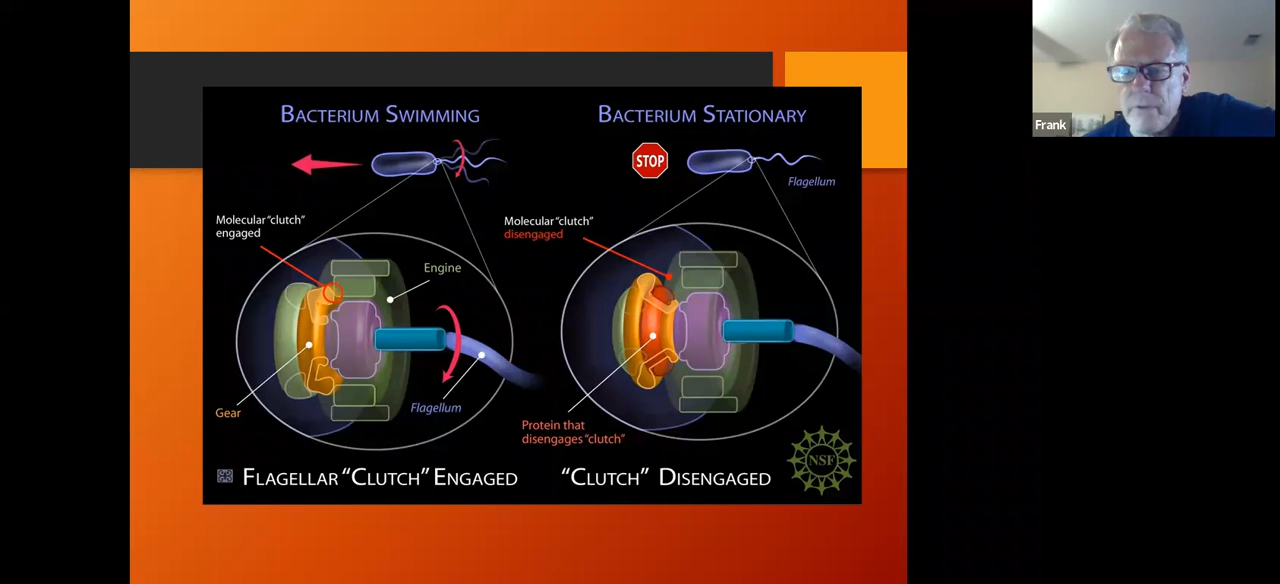 BACTERIUM SWIMMING
BACTERIUM STATIONARY
STOP
Flagellum
Molecular “clutch”
engaged
Engine
Gear
Flagellum
Molecular “clutch”
disengaged
Protein that
disengages “clutch”
NSF
FLAGELLAR “CLUTCH” ENGAGED
“CLUTCH” DISENGAGED
Frank